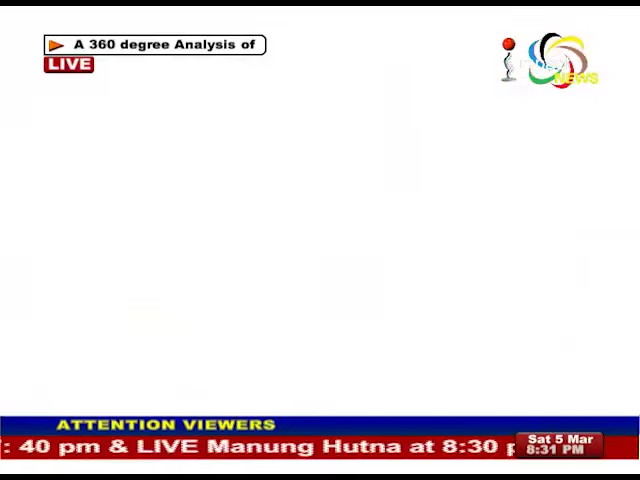 A 360 degree Analysis of
LIVE
NEWS
ATTENTION VIEWERS
: 40 pm & LIVE Manung Hutna at 8:30 p
Sat 5 Mar
8:31 PM